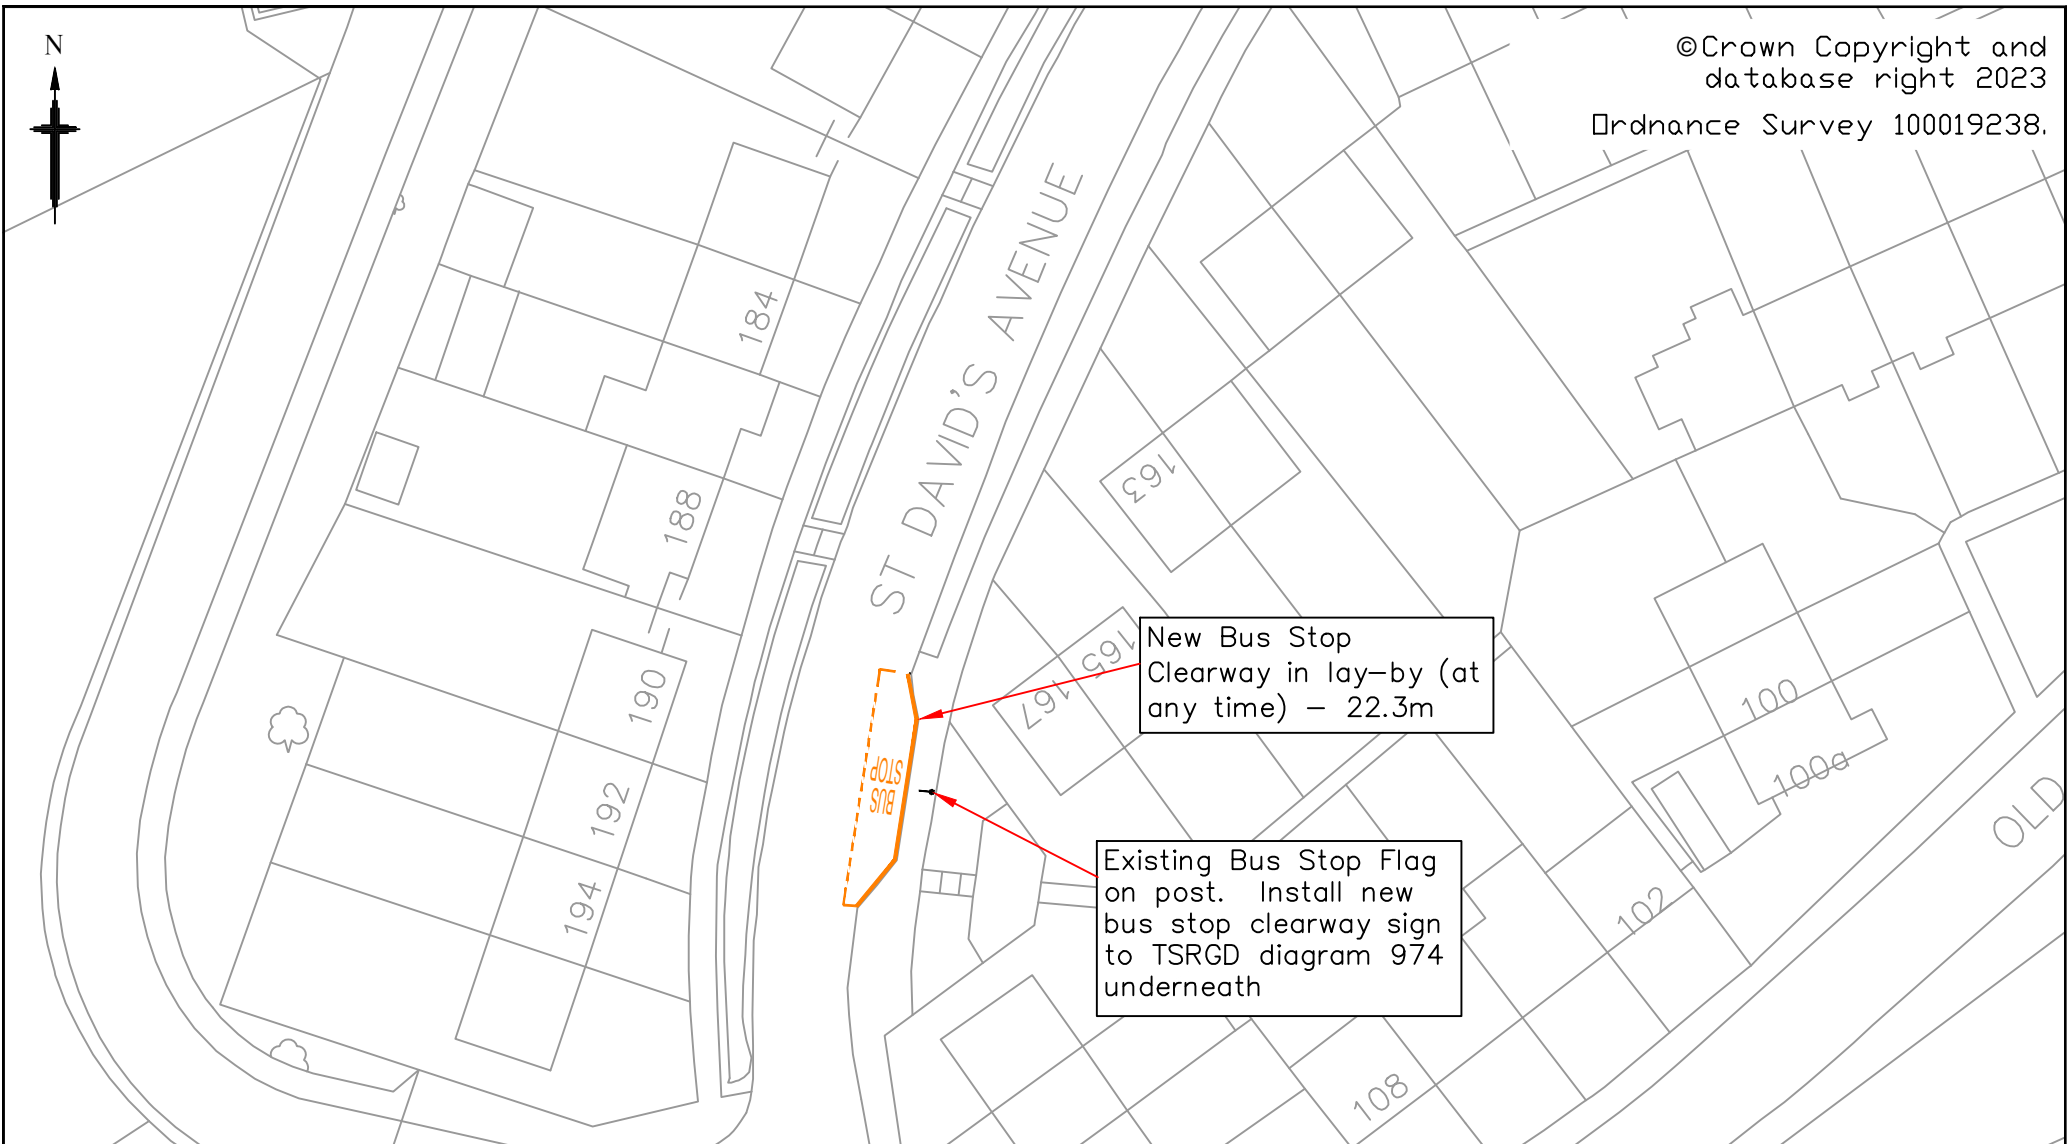 N
©Crown Copyright and
database right 2023
Ordnance Survey 100019238.
ST DAVID'S AVENUE
184
188
190
192
194
163
165
167
New Bus Stop
Clearway in lay-by (at
any time) - 22.3m
BUS
STOP
Existing Bus Stop Flag
on post. Install new
bus stop clearway sign
to TSRGD diagram 974
underneath
100
100a
102
108
OLD